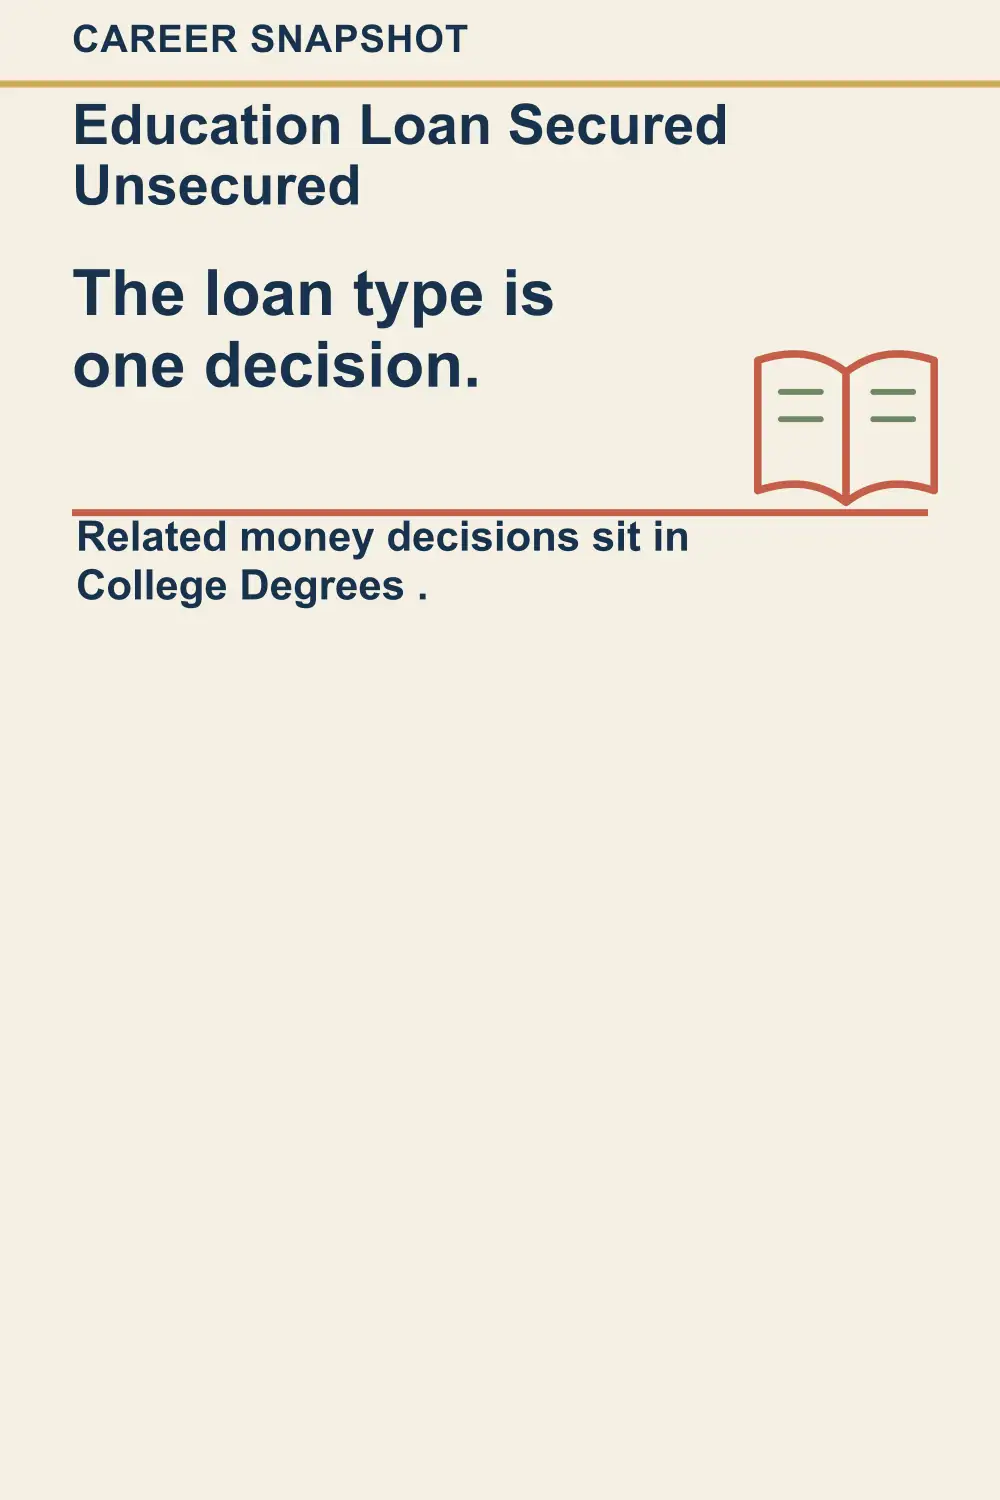 CAREER SNAPSHOT
Education Loan Secured
Unsecured
The loan type is
one decision.
Related money decisions sit in
College Degrees .